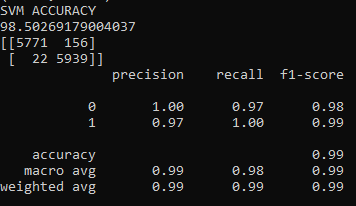 SVM ACCURACY
98.50269179004037
[[5771 156]
[ 22 5939]]
precision recall f1-score
0 1.00 0.97 0.98
1 0.97 1.00 0.99
accuracy 0.99
macro avg 0.99 0.98 0.99
weighted avg 0.99 0.99 0.99